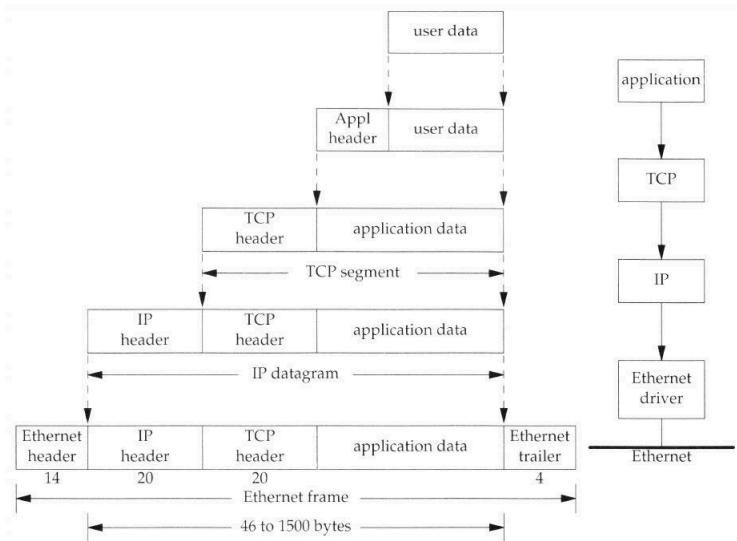 user data
application
Appl
header
user data
TCP
TCP
header
application data
TCP segment
IP
IP
header
TCP
header
application data
IP datagram
Ethernet
driver
Ethernet
header
IP
header
TCP
header
application data
Ethernet
trailer
Ethernet
14
20
20
4
Ethernet frame
46 to 1500 bytes